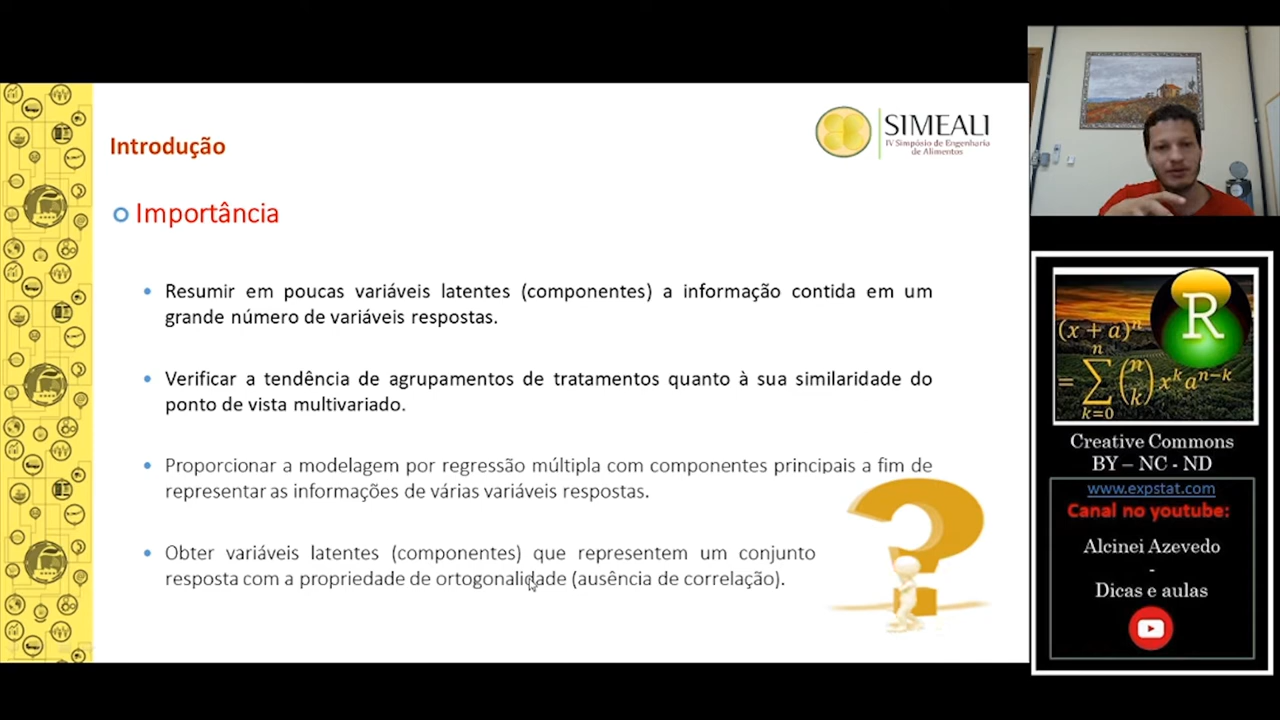 Introdução
SIMEALI
IV Simpósio de Engenharia
de Alimentos
Importância
Resumir em poucas variáveis latentes (componentes) a informação contida em um
grande número de variáveis respostas.
Verificar a tendência de agrupamentos de tratamentos quanto à sua similaridade do
ponto de vista multivariado.
Proporcionar a modelagem por regressão múltipla com componentes principais a fim de
representar as informações de várias variáveis respostas.
Obter variáveis latentes (componentes) que representem um conjunto
resposta com a propriedade de ortogonalidade (ausência de correlação).
?
R
(x + a)^n
= ∑_{k=0}^{n} (n k) x^k a^{n-k}
Creative Commons
BY – NC - ND
www.expstat.com
Canal no youtube:
Alcinei Azevedo
-
Dicas e aulas